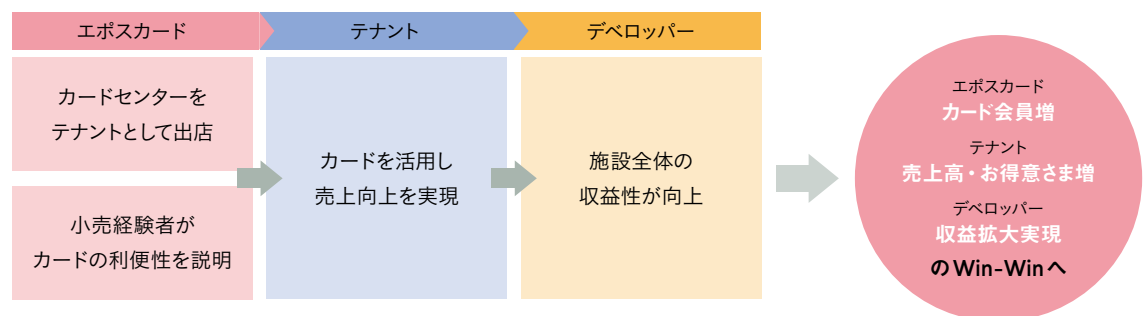 エポスカード
テナント
デベロッパー
カードセンターを
テナントとして出店
小売経験者が
カードの利便性を説明
カードを活用し
売上向上を実現
施設全体の
収益性が向上
エポスカード
カード会員増
テナント
売上高・お得意さま増
デベロッパー
収益拡大実現
のWin-Winへ